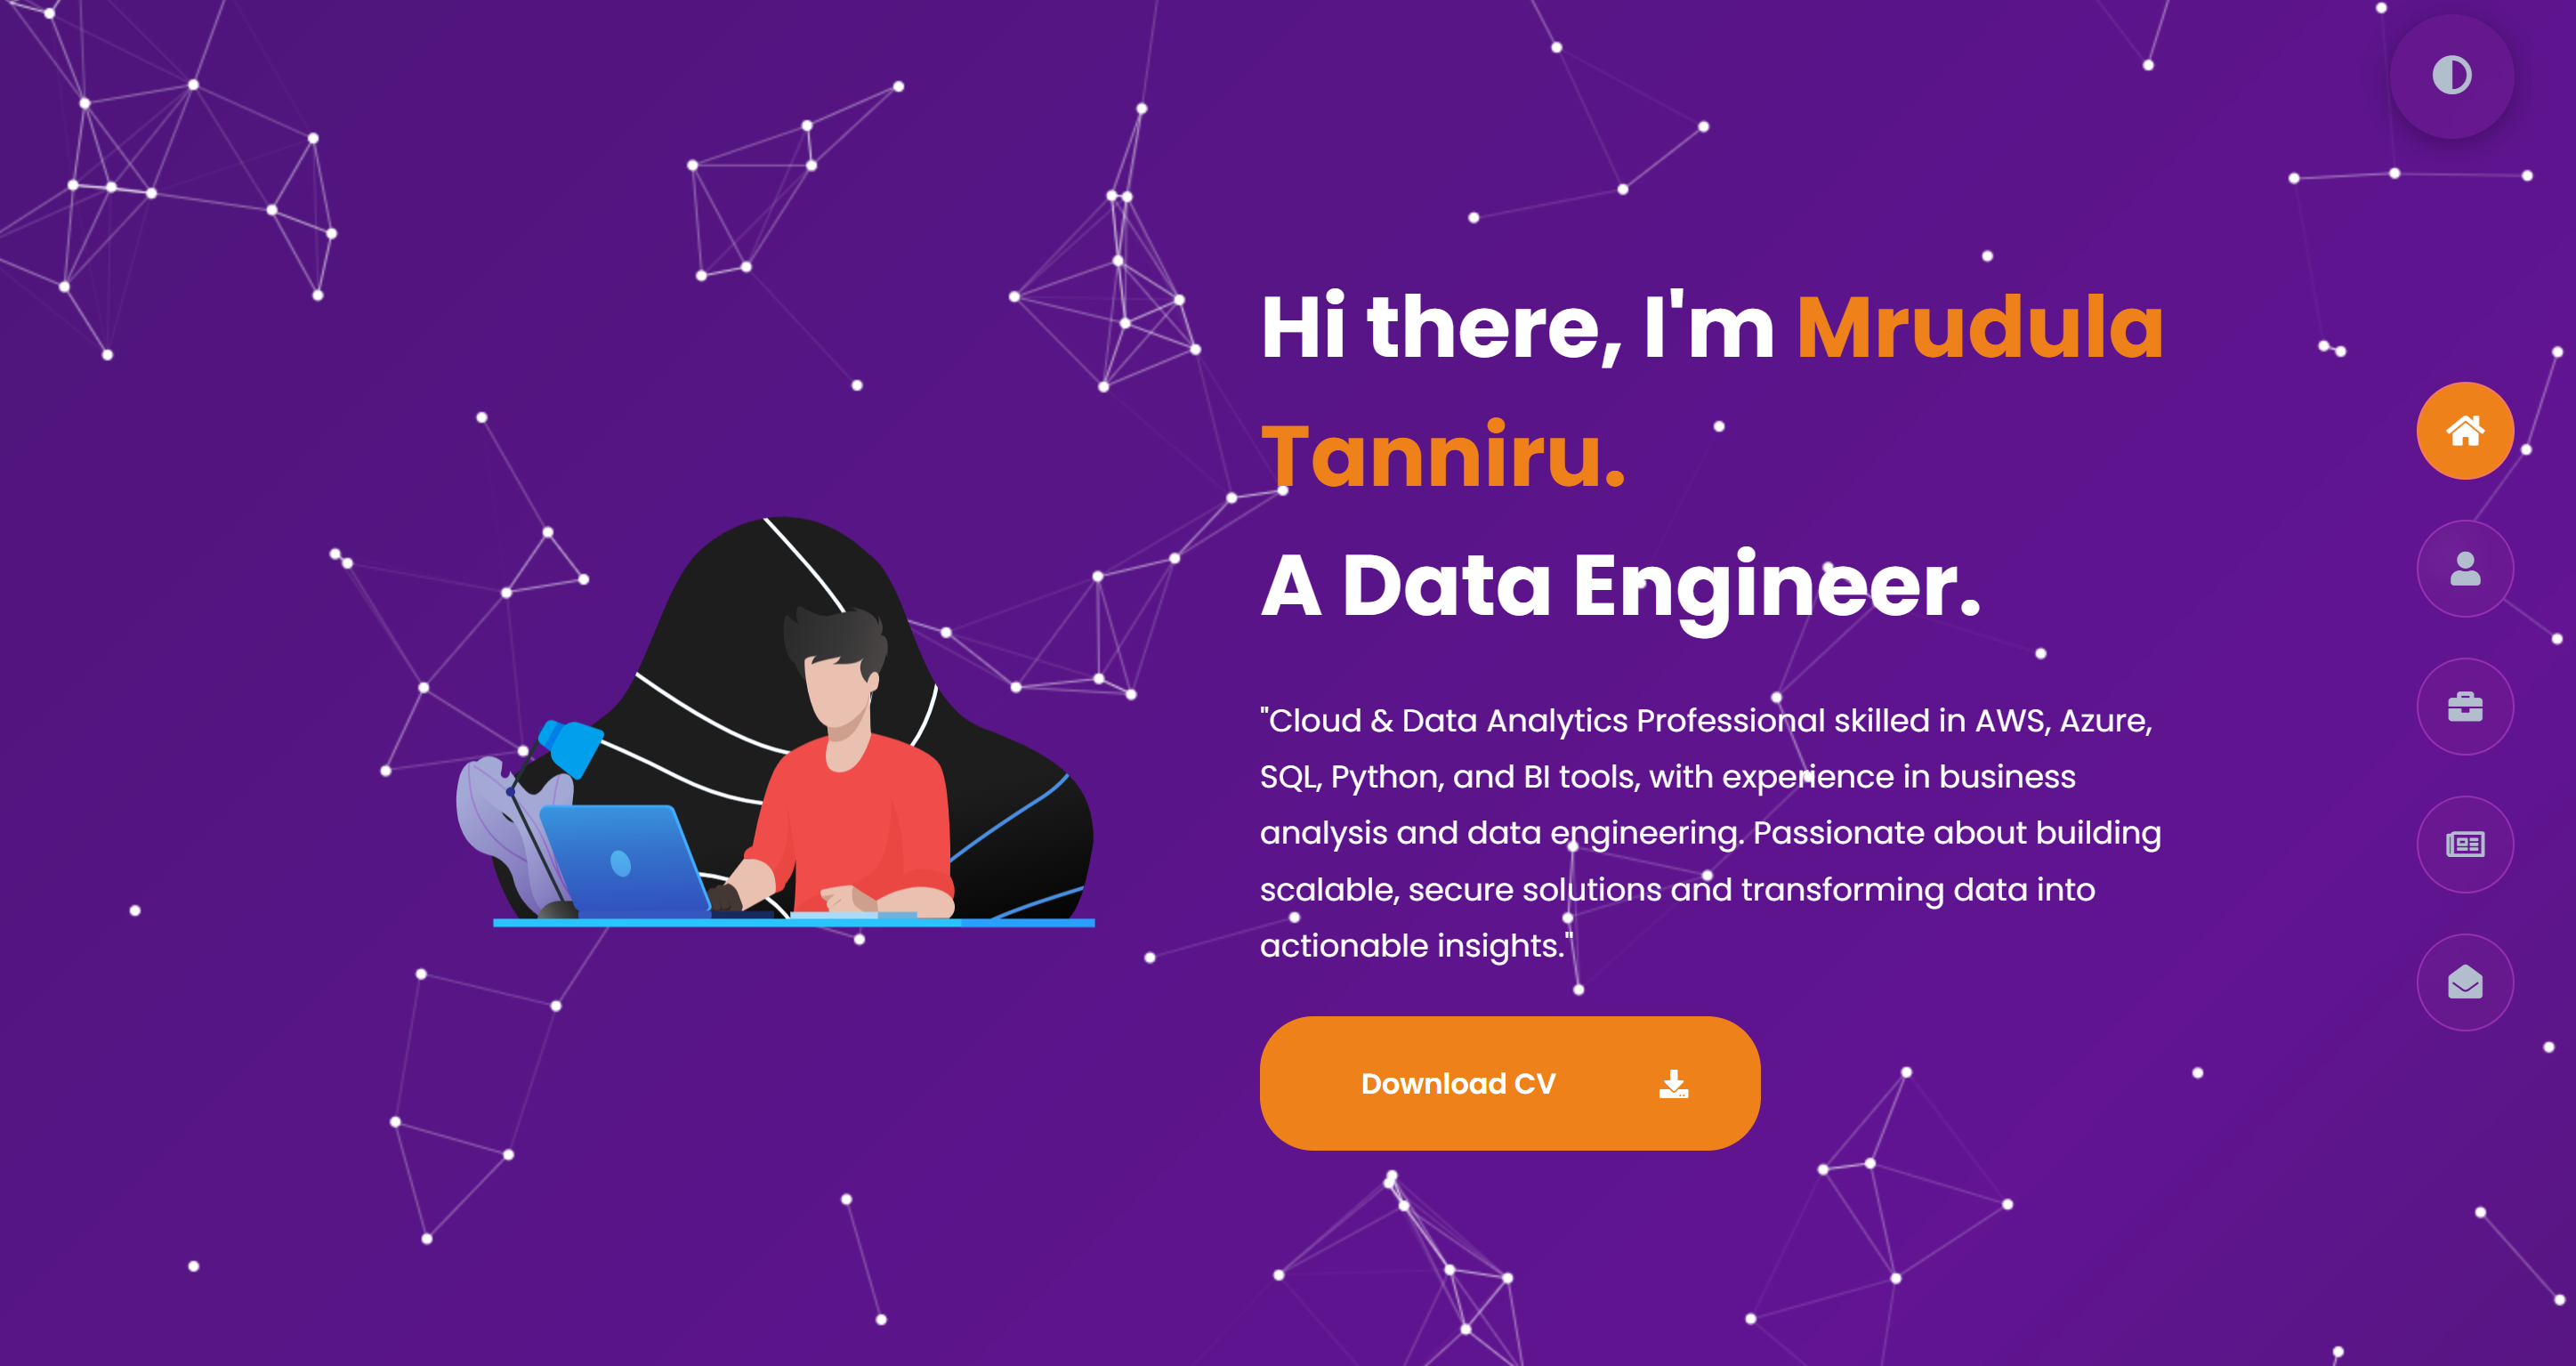 Hi there, I'm Mrudula
Tanniru.
A Data Engineer.
"Cloud & Data Analytics Professional skilled in AWS, Azure,
SQL, Python, and BI tools, with experience in business
analysis and data engineering. Passionate about building
scalable, secure solutions and transforming data into
actionable insights."
Download CV